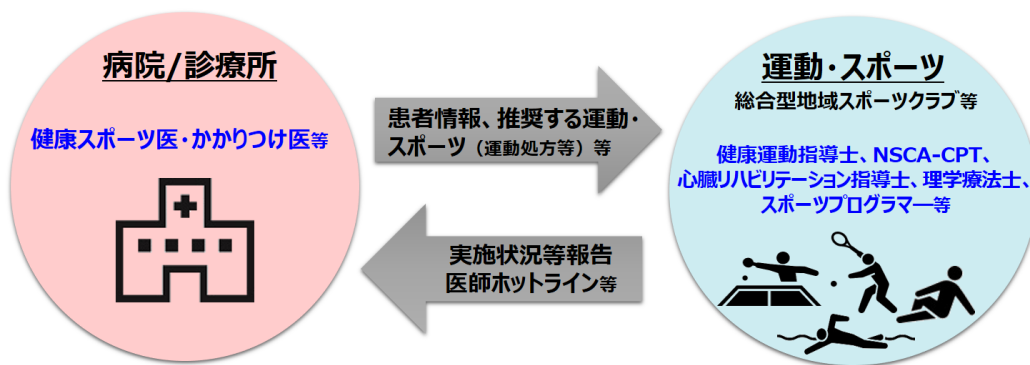 病院/診療所
健康スポーツ医・かかりつけ医等
患者情報、推奨する運動・
スポーツ（運動処方等）等
実施状況等報告
医師ホットライン等
運動・スポーツ
総合型地域スポーツクラブ等
健康運動指導士、NSCA-CPT、
心臓リハビリテーション指導士、理学療法士、
スポーツプログラマー等